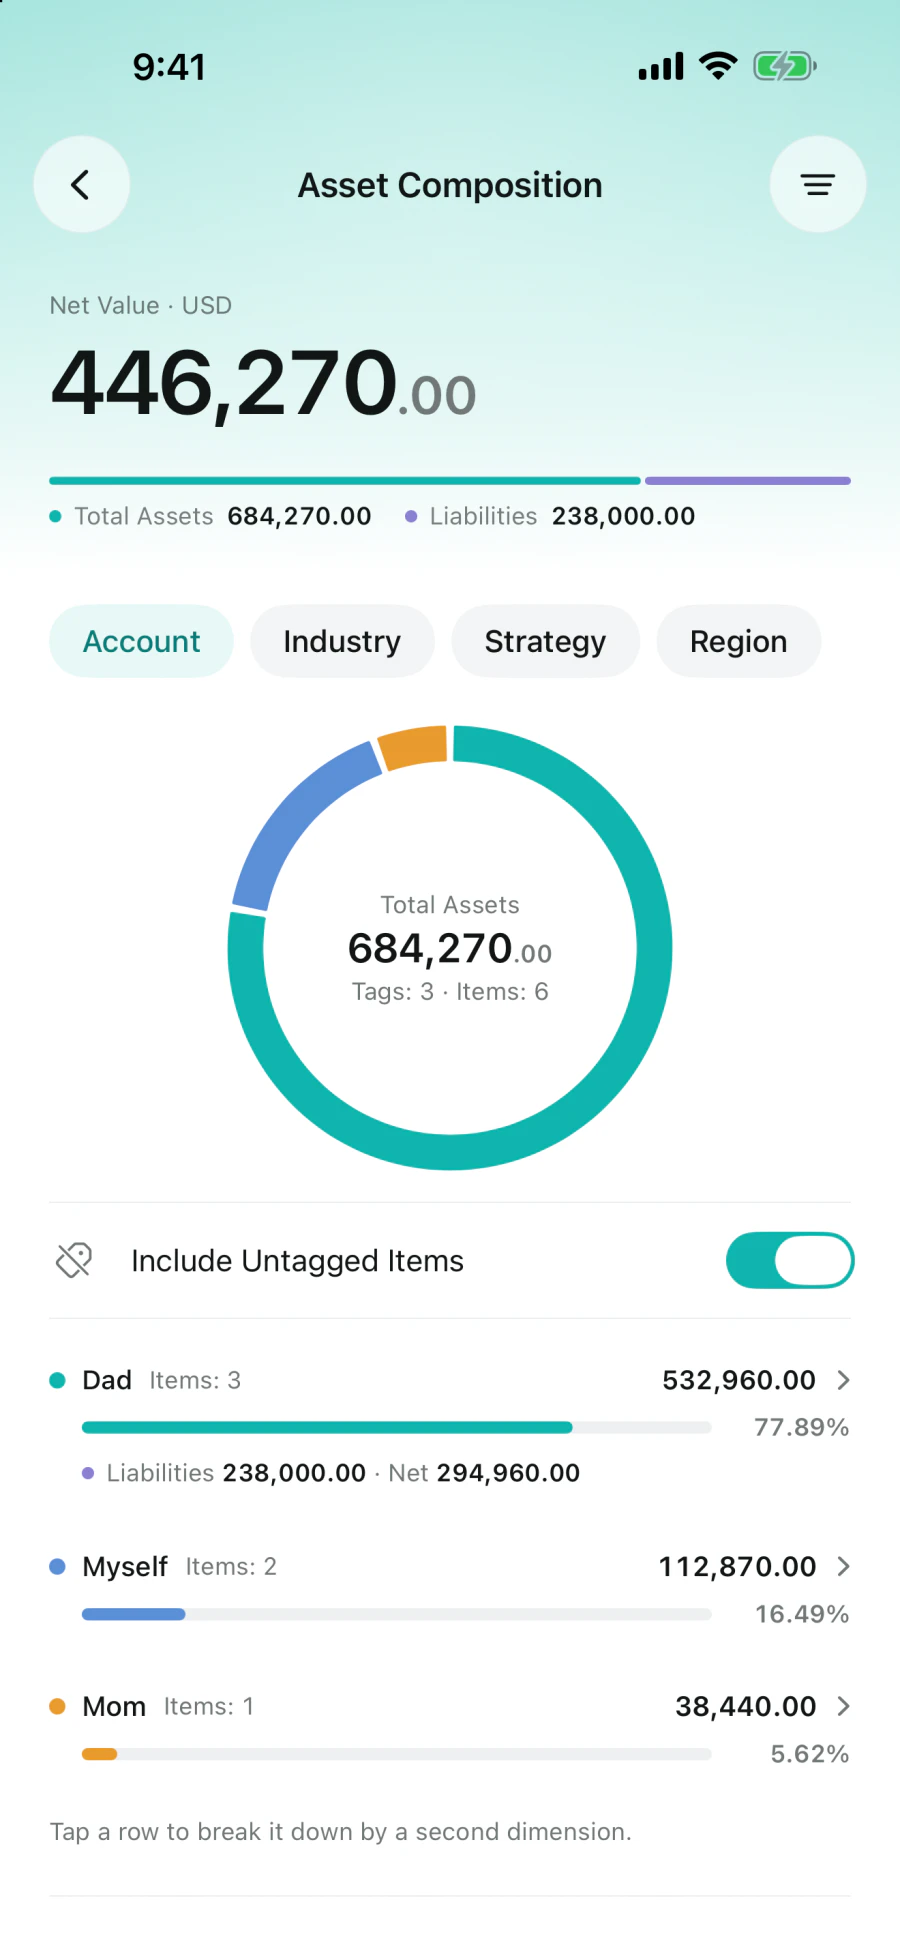 9:41
Asset Composition
Net Value · USD
446,270.00
Total Assets 684,270.00 Liabilities 238,000.00
Account Industry Strategy Region
Total Assets
684,270.00
Tags: 3 · Items: 6
Include Untagged Items
Dad Items: 3 532,960.00
77.89%
Liabilities 238,000.00 · Net 294,960.00
Myself Items: 2 112,870.00
16.49%
Mom Items: 1 38,440.00
5.62%
Tap a row to break it down by a second dimension.